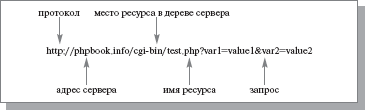 протокол место ресурса в дереве сервера
http://phpbook.info/cgi-bin/test.php?var1=value1&var2=value2
адрес сервера имя ресурса запрос